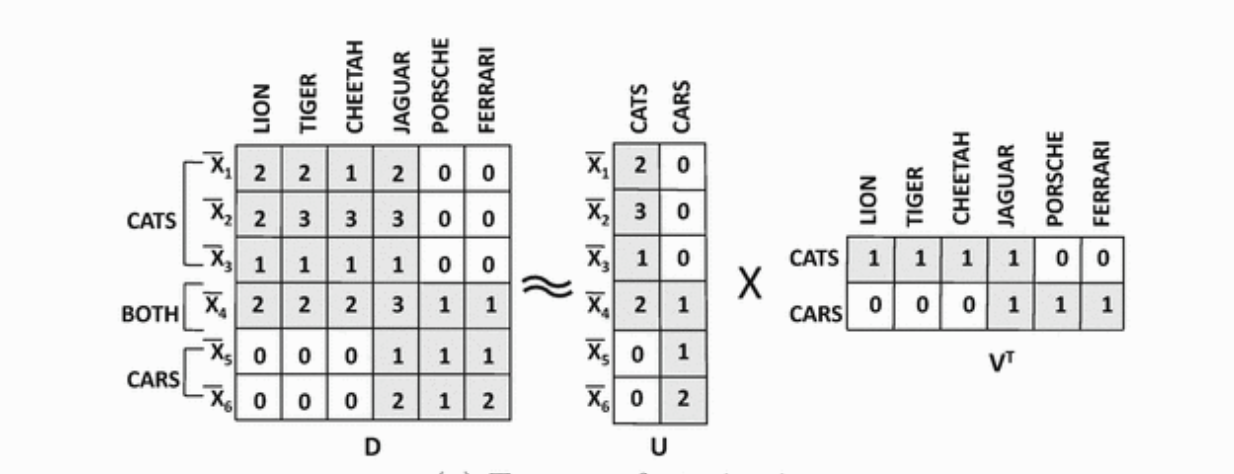 LION TIGER CHEETAH JAGUAR PORSCHE FERRARI
CATS CARS
LION TIGER CHEETAH JAGUAR PORSCHE FERRARI
CATS
BOTH
CARS
X̅₁ 2 2 1 2 0 0
X̅₂ 2 3 3 3 0 0
X̅₃ 1 1 1 1 0 0
X̅₄ 2 2 2 3 1 1
X̅₅ 0 0 0 1 1 1
X̅₆ 0 0 0 2 1 2
D
≈
X̅₁ 2 0
X̅₂ 3 0
X̅₃ 1 0
X̅₄ 2 1
X̅₅ 0 1
X̅₆ 0 2
U
X
CATS 1 1 1 1 0 0
CARS 0 0 0 1 1 1
Vᵀ